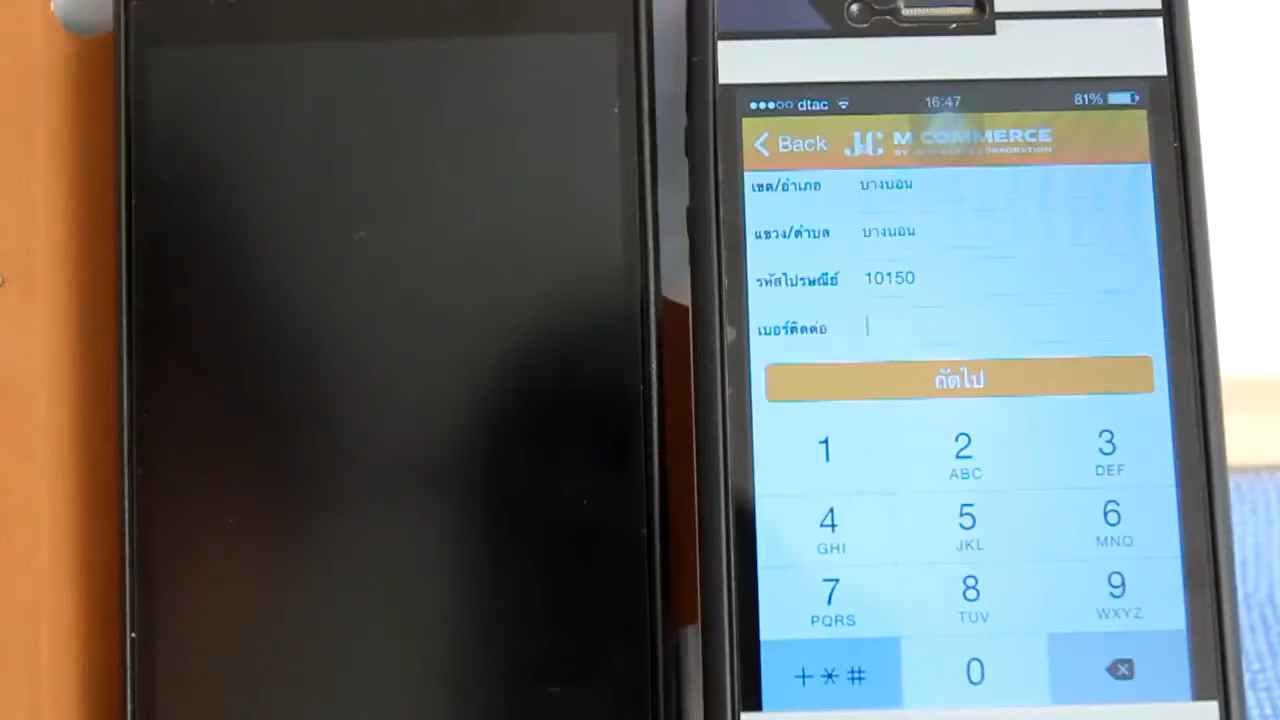 dtac 16:47 81%
Back JC M COMMERCE
เขต/อำเภอ บางบอน
แขวง/ตำบล บางบอน
รหัสไปรษณีย์ 10150
เบอร์ติดต่อ
ถัดไป
1 2 3
ABC DEF
4 5 6
GHI JKL MNO
7 8 9
PQRS TUV WXYZ
+*# 0